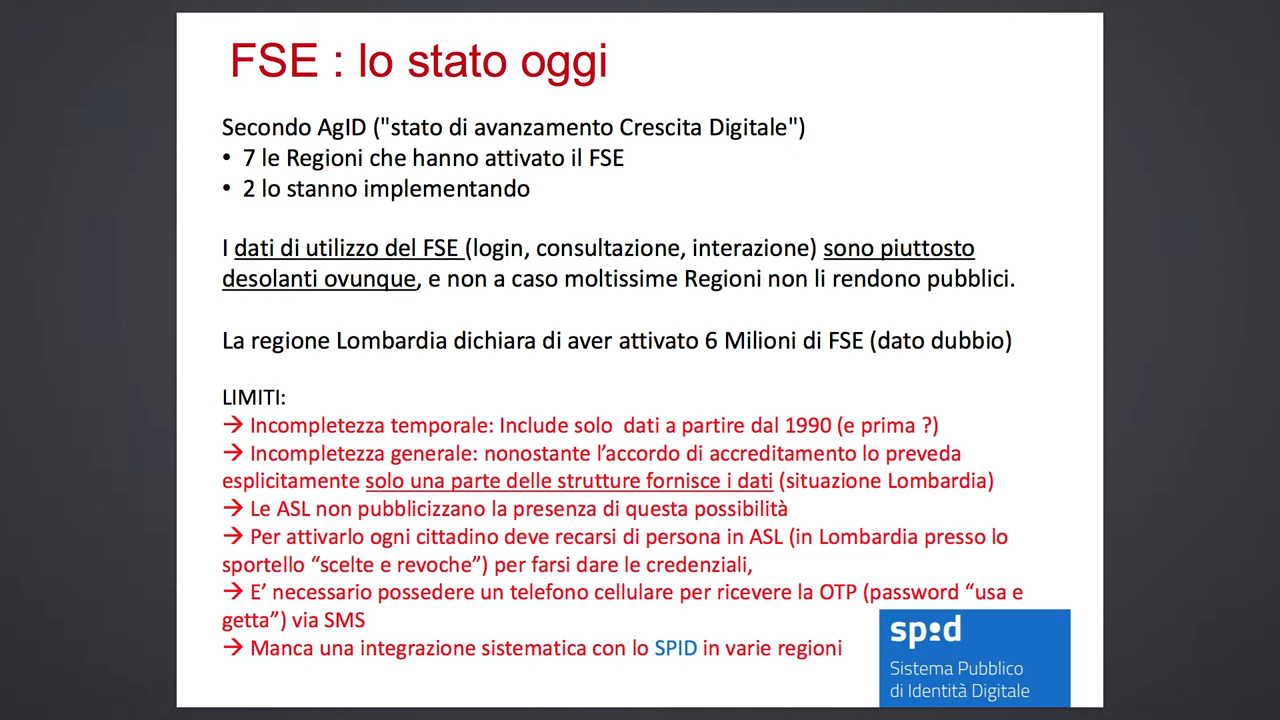 FSE : lo stato oggi
Secondo AgID ("stato di avanzamento Crescita Digitale")
• 7 le Regioni che hanno attivato il FSE
• 2 lo stanno implementando
I dati di utilizzo del FSE (login, consultazione, interazione) sono piuttosto
desolanti ovunque, e non a caso moltissime Regioni non li rendono pubblici.
La regione Lombardia dichiara di aver attivato 6 Milioni di FSE (dato dubbio)
LIMITI:
→ Incompletezza temporale: Include solo dati a partire dal 1990 (e prima ?)
→ Incompletezza generale: nonostante l’accordo di accreditamento lo preveda
esplicitamente solo una parte delle strutture fornisce i dati (situazione Lombardia)
→ Le ASL non pubblicizzano la presenza di questa possibilità
→ Per attivarlo ogni cittadino deve recarsi di persona in ASL (in Lombardia presso lo
sportello “scelte e revoche”) per farsi dare le credenziali,
→ E’ necessario possedere un telefono cellulare per ricevere la OTP (password “usa e
getta”) via SMS
→ Manca una integrazione sistematica con lo SPID in varie regioni
spid
Sistema Pubblico
di Identità Digitale